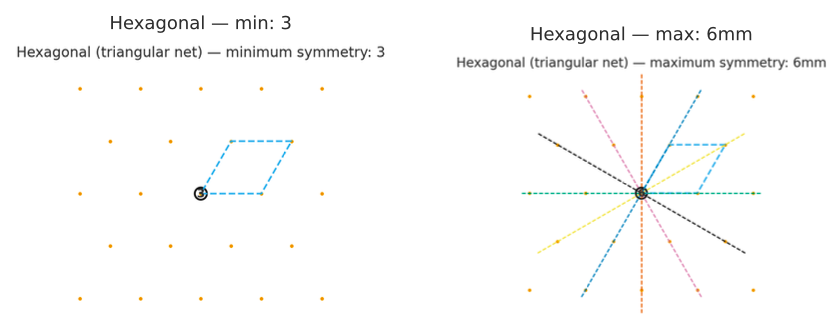 Hexagonal — min: 3
Hexagonal (triangular net) — minimum symmetry: 3
3
Hexagonal — max: 6mm
Hexagonal (triangular net) — maximum symmetry: 6mm